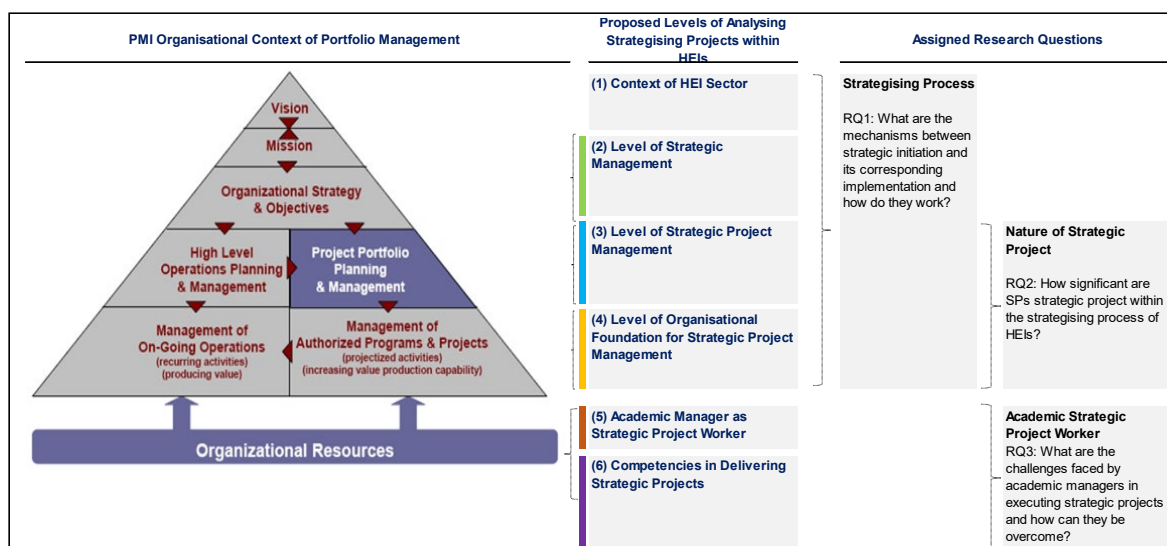 PMI Organisational Context of Portfolio Management
Proposed Levels of Analysing
Strategising Projects within
HEIs
Assigned Research Questions
Vision
Mission
Organizational Strategy
& Objectives
High Level
Operations Planning
& Management
Project Portfolio
Planning
& Management
Management of
On-Going Operations
(recurring activities)
(producing value)
Management of
Authorized Programs & Projects
(projectized activities)
(increasing value production capability)
Organizational Resources
(1) Context of HEI Sector
(2) Level of Strategic
Management
(3) Level of Strategic Project
Management
(4) Level of Organisational
Foundation for Strategic Project
Management
(5) Academic Manager as
Strategic Project Worker
(6) Competencies in Delivering
Strategic Projects
Strategising Process
RQ1: What are the
mechanisms between
strategic initiation and
its corresponding
implementation and
how do they work?
Nature of Strategic
Project
RQ2: How significant are
SPs strategic project within
the strategising process of
HEIs?
Academic Strategic
Project Worker
RQ3: What are the
challenges faced by
academic managers in
executing strategic projects
and how can they be
overcome?